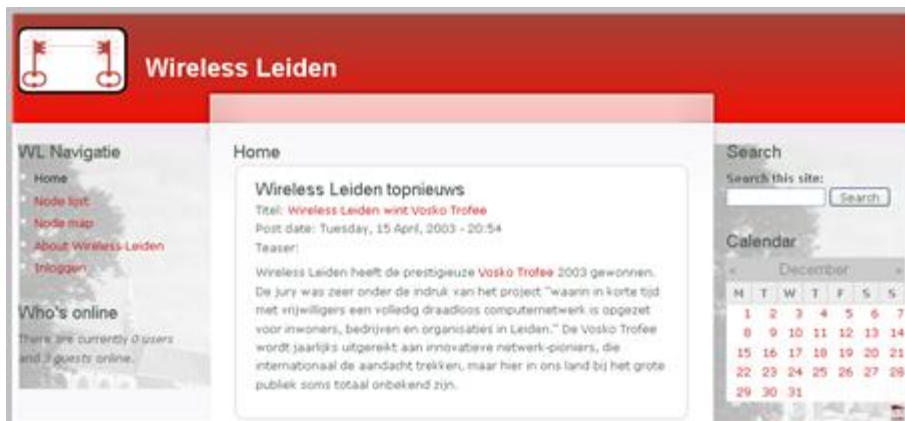 Wireless Leiden
WL Navigatie
Home
Node lijst
Node map
About Wireless Leiden
Inloggen
Who's online
There are currently 0 users
and 3 guests online.
Home
Wireless Leiden topnieuws
Titel: Wireless Leiden wint Vosko Trofee
Post date: Tuesday, 15 April, 2003 - 20:54
Teaser:
Wireless Leiden heeft de prestigieuze Vosko Trofee 2003 gewonnen.
De jury was zeer onder de indruk van het project "waarin in korte tijd
met vrijwilligers een volledig draadloos computernetwerk is opgezet
voor inwoners, bedrijven en organisaties in Leiden." De Vosko Trofee
wordt jaarlijks uitgereikt aan innovatieve netwerk-pioniers, die
internationaal de aandacht trekken, maar hier in ons land bij het grote
publiek soms totaal onbekend zijn.
Search
Search this site:
Search
Calendar
« December »
M T W T F S S
1 2 3 4 5 6 7
8 9 10 11 12 13 14
15 16 17 18 19 20 21
22 23 24 25 26 27 28
29 30 31